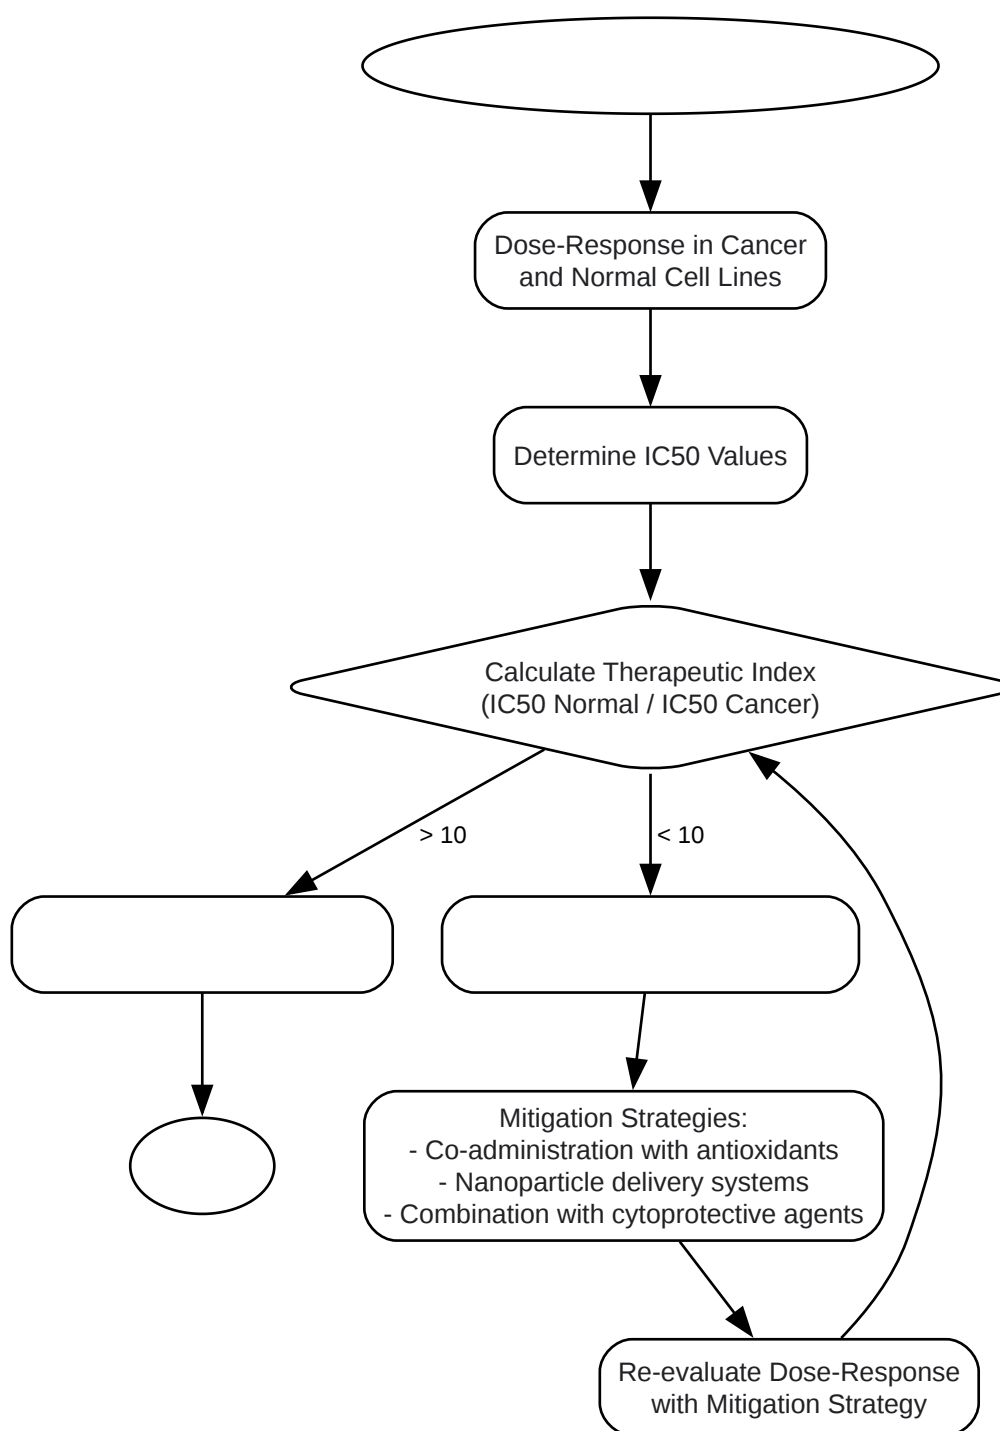 Dose-Response in Cancer
and Normal Cell Lines
Determine IC50 Values
Calculate Therapeutic Index
(IC50 Normal / IC50 Cancer)
> 10
< 10
Mitigation Strategies:
- Co-administration with antioxidants
- Nanoparticle delivery systems
- Combination with cytoprotective agents
Re-evaluate Dose-Response
with Mitigation Strategy